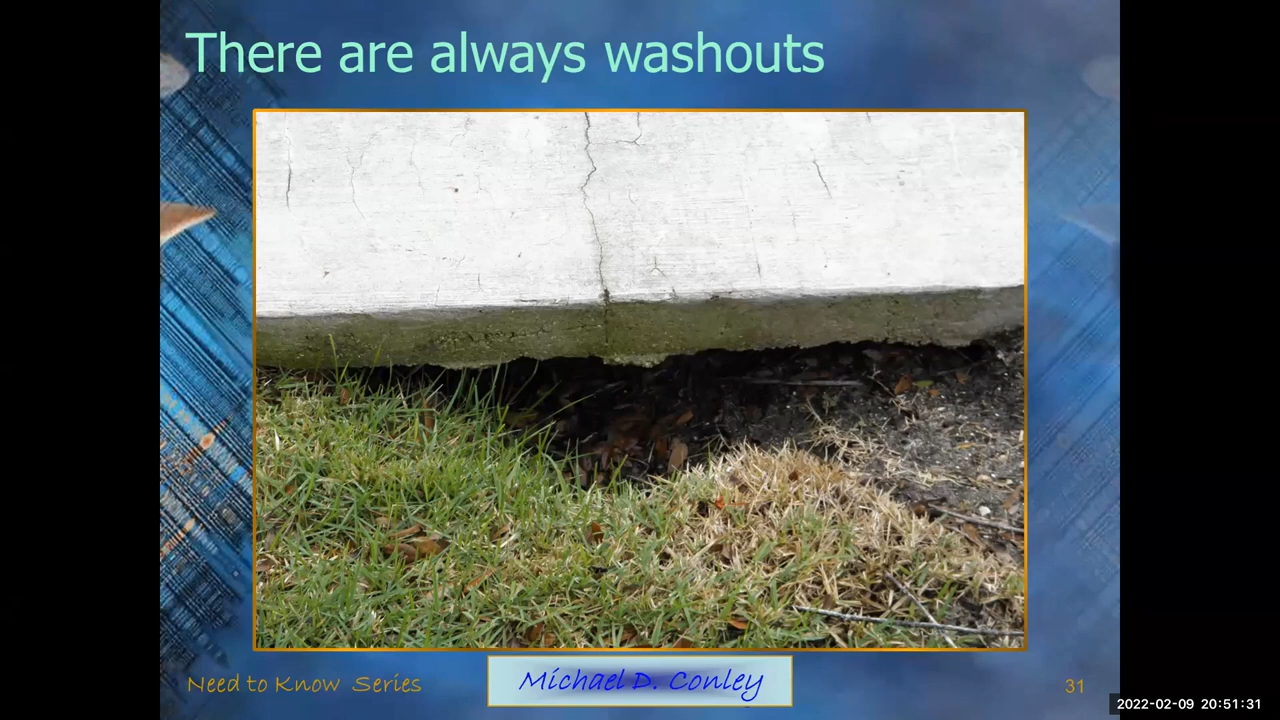 There are always washouts
Need to Know Series
Michael D. Conley
31
2022-02-09 20:51:31